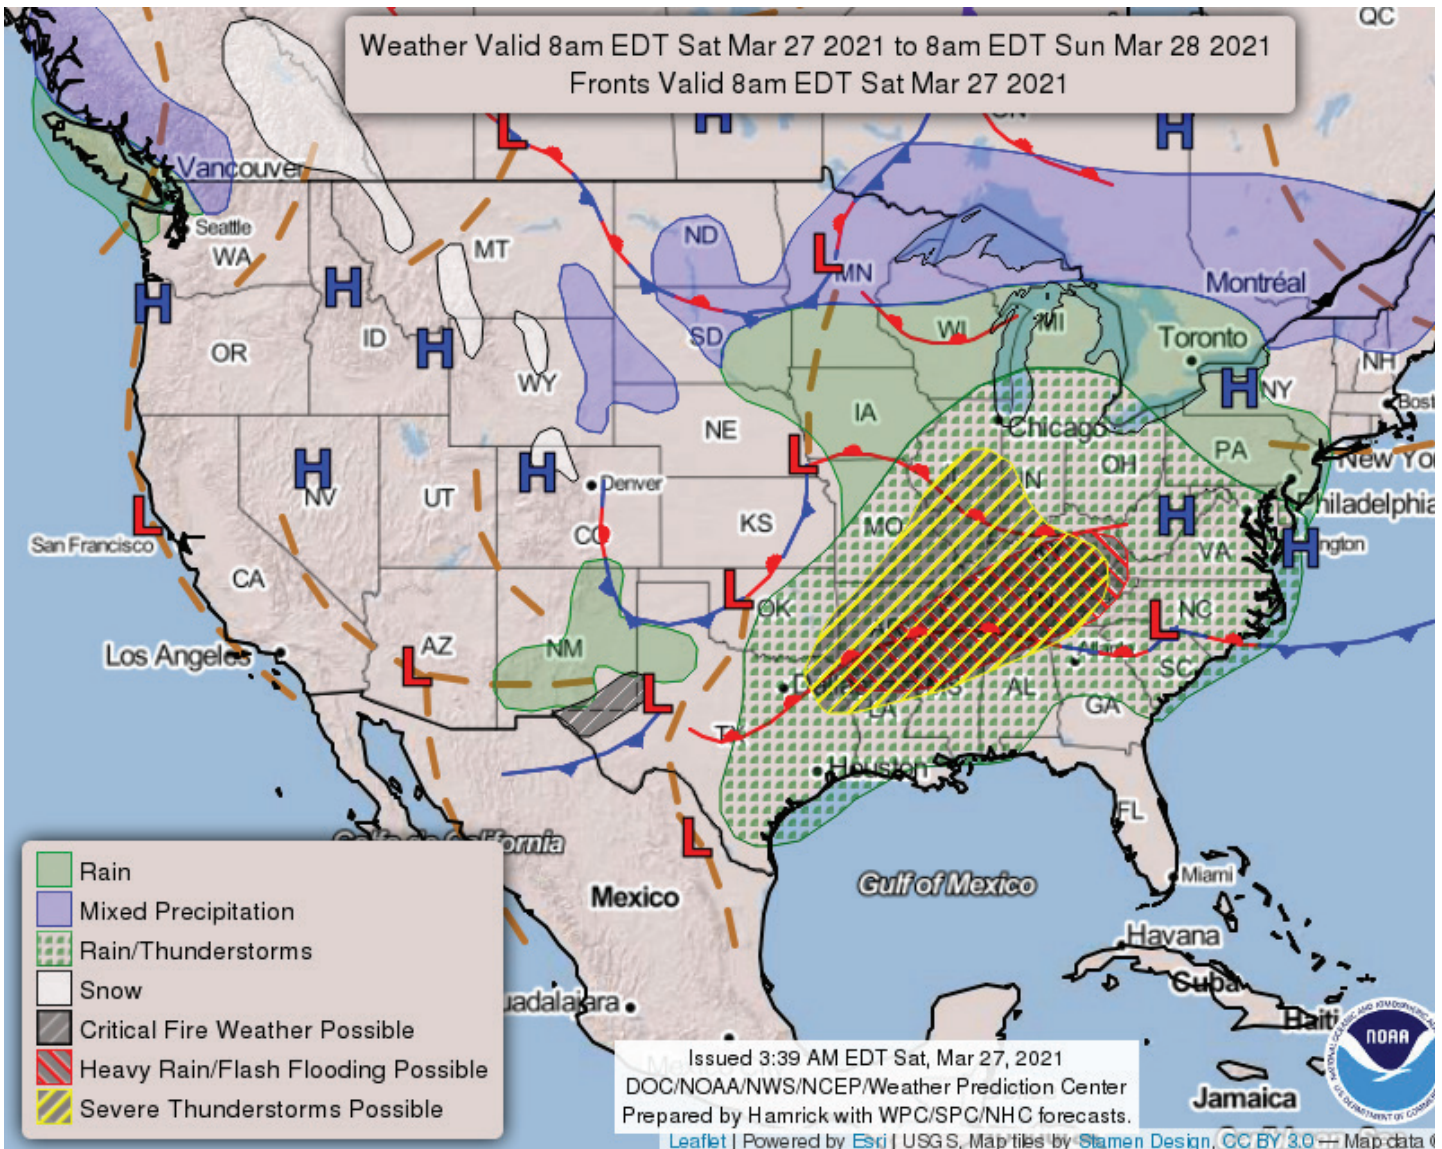 QC
Weather Valid 8am EDT Sat Mar 27 2021 to 8am EDT Sun Mar 28 2021
Fronts Valid 8am EDT Sat Mar 27 2021
L
H
H
Vancouver
Seattle
ND
WA
MT
L
MN
Montréal
H
H
ID
H
SD
WI
MI
Toronto
OR
NH
WY
H
NY
IA
NE
Chicago
PA
L
OH
New Yo
H
NV
UT
H
Denver
IN
Philadelphia
L
MO
H
San Francisco
KS
VA
H
ngton
CA
L
OK
NC
L
NM
AZ
Los Angeles
L
L
SC
AL
GA
LA
TX
Houston
FL
L
Golfo de California
Gulf of Mexico
Miami
Mexico
Havana
Cuba
uadalajara
Haiti
NOAA
Jamaica
Rain
Mixed Precipitation
Rain/Thunderstorms
Snow
Critical Fire Weather Possible
Heavy Rain/Flash Flooding Possible
Severe Thunderstorms Possible
Issued 3:39 AM EDT Sat, Mar 27, 2021
DOC/NOAA/NWS/NCEP/Weather Prediction Center
Prepared by Hamrick with WPC/SPC/NHC forecasts.
Leaflet | Powered by Esri | USGS, Map tiles by Stamen Design, CC BY 3.0 — Map data ©